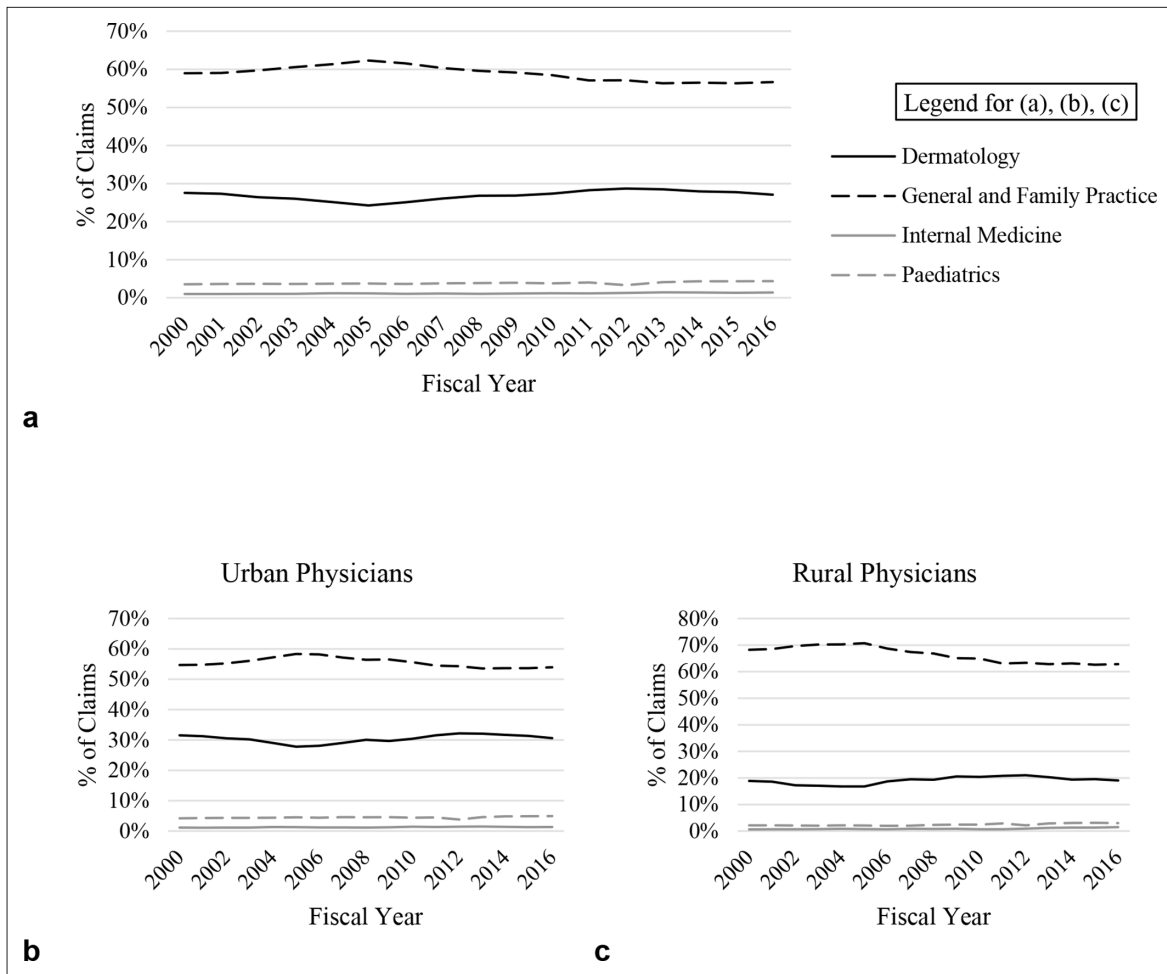 70%
60%
50%
40%
30%
20%
10%
0%
% of Claims
2000 2001 2002 2003 2004 2005 2006 2007 2008 2009 2010 2011 2012 2013 2014 2015 2016
Fiscal Year
Legend for (a), (b), (c)
Dermatology
General and Family Practice
Internal Medicine
Paediatrics
a
Urban Physicians
70%
60%
50%
40%
30%
20%
10%
0%
% of Claims
2000 2002 2004 2006 2008 2010 2012 2014 2016
Fiscal Year
b
Rural Physicians
80%
70%
60%
50%
40%
30%
20%
10%
0%
% of Claims
2000 2002 2004 2006 2008 2010 2012 2014 2016
Fiscal Year
c